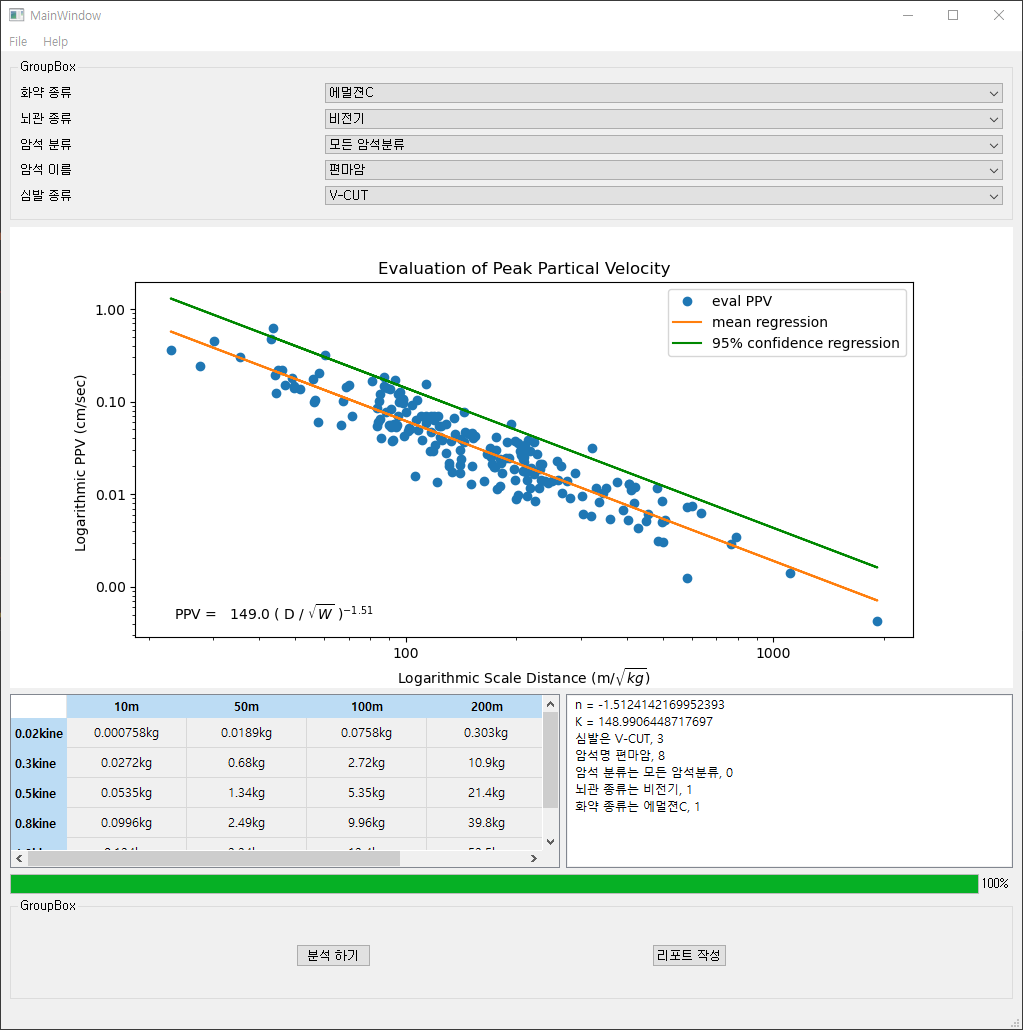 MainWindow
File Help
GroupBox
화약 종류 에멀젼C
뇌관 종류 비전기
암석 분류 모든 암석분류
암석 이름 편마암
심발 종류 V-CUT
Evaluation of Peak Partical Velocity
eval PPV
mean regression
95% confidence regression
Logarithmic PPV (cm/sec)
1.00
0.10
0.01
0.00
PPV = 149.0 ( D / √W )^−1.51
100 1000
Logarithmic Scale Distance (m/√kg)
10m 50m 100m 200m
0.02kine 0.000758kg 0.0189kg 0.0758kg 0.303kg
0.3kine 0.0272kg 0.68kg 2.72kg 10.9kg
0.5kine 0.0535kg 1.34kg 5.35kg 21.4kg
0.8kine 0.0996kg 2.49kg 9.96kg 39.8kg
n = -1.5124142169952393
K = 148.9906448717697
심발은 V-CUT, 3
암석명 편마암, 8
암석 분류는 모든 암석분류, 0
뇌관 종류는 비전기, 1
화약 종류는 에멀젼C, 1
100%
GroupBox
분석 하기 리포트 작성